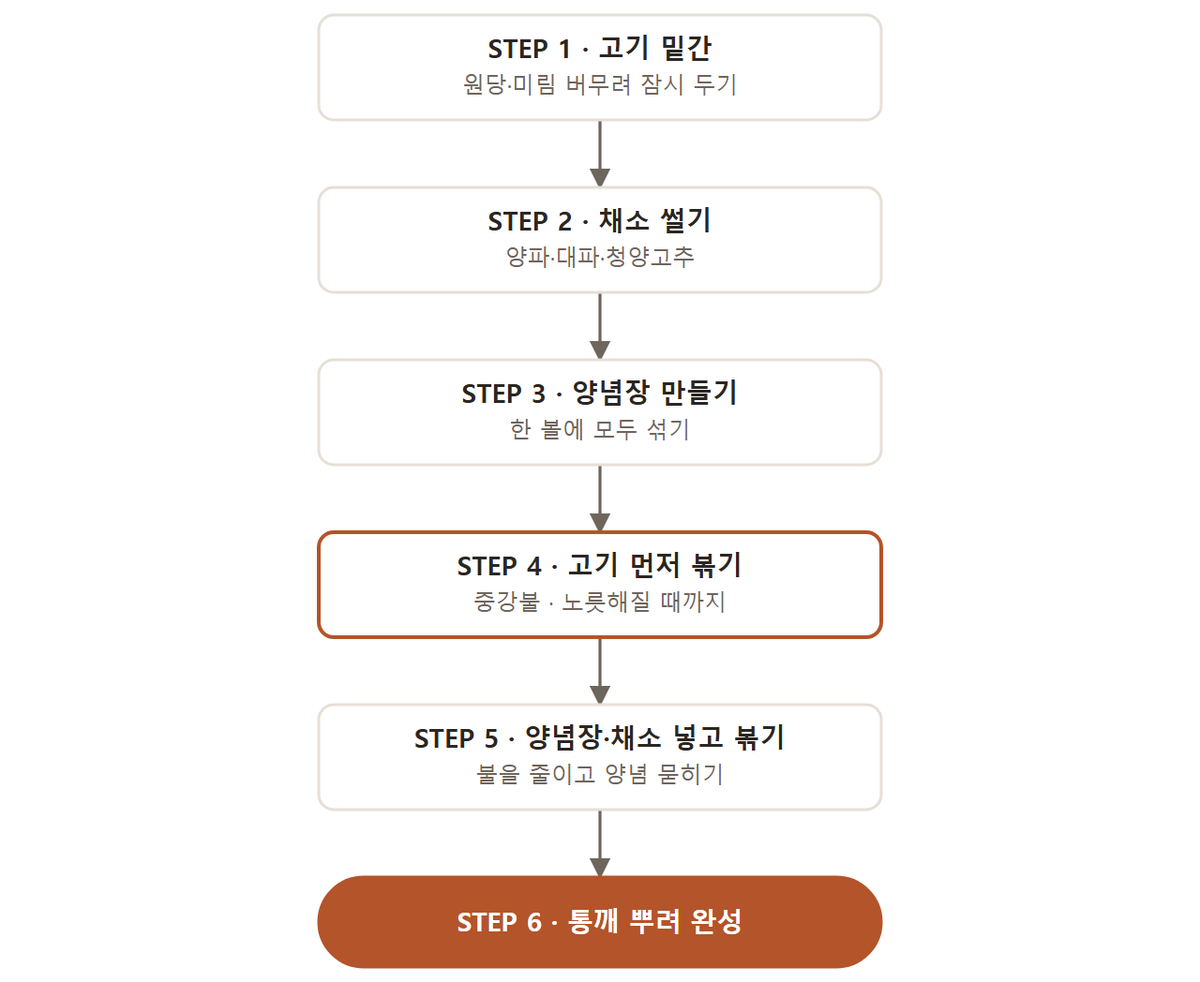 STEP 1 · 고기 밑간
원당·미림 버무려 잠시 두기
STEP 2 · 채소 썰기
양파·대파·청양고추
STEP 3 · 양념장 만들기
한 볼에 모두 섞기
STEP 4 · 고기 먼저 볶기
중강불 · 노릇해질 때까지
STEP 5 · 양념장·채소 넣고 볶기
불을 줄이고 양념 묻히기
STEP 6 · 통깨 뿌려 완성